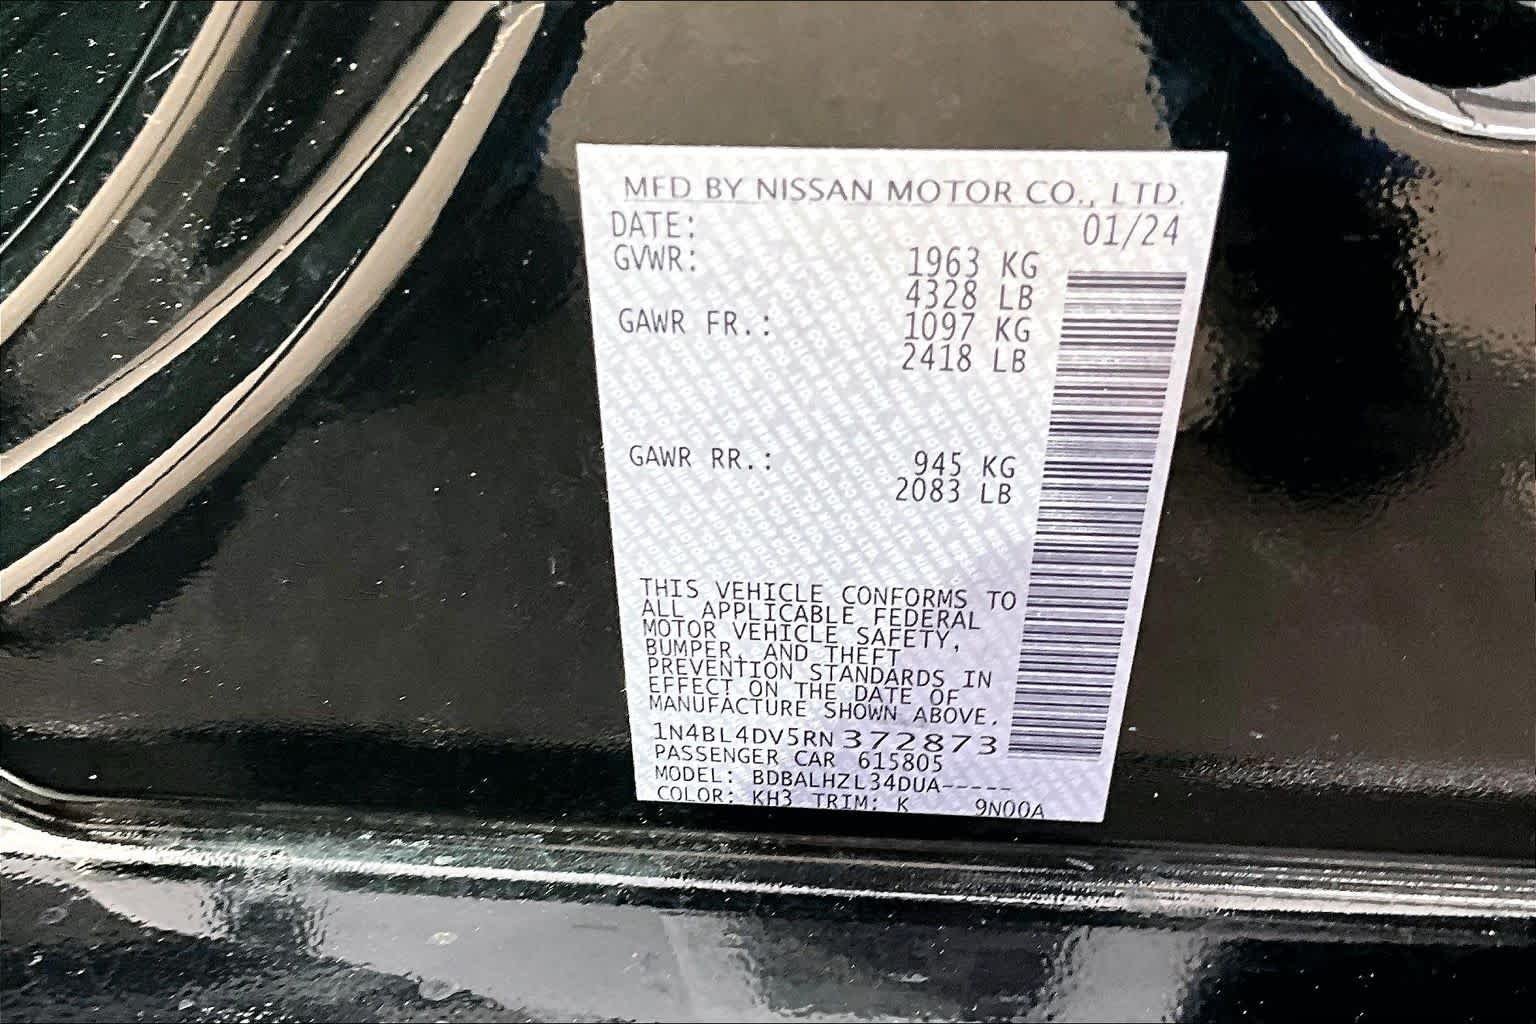 MFD BY NISSAN MOTOR CO., LTD.
DATE: 01/24
GVWR: 1963 KG
4328 LB
GAWR FR.: 1097 KG
2418 LB
GAWR RR.: 945 KG
2083 LB
THIS VEHICLE CONFORMS TO
ALL APPLICABLE FEDERAL
MOTOR VEHICLE SAFETY,
BUMPER, AND THEFT
PREVENTION STANDARDS IN
EFFECT ON THE DATE OF
MANUFACTURE SHOWN ABOVE.
1N4BL4DV5RN372873
PASSENGER CAR 615805
MODEL: BDBALHZL34DUA-----
COLOR: KH3 TRIM: K 9N00A